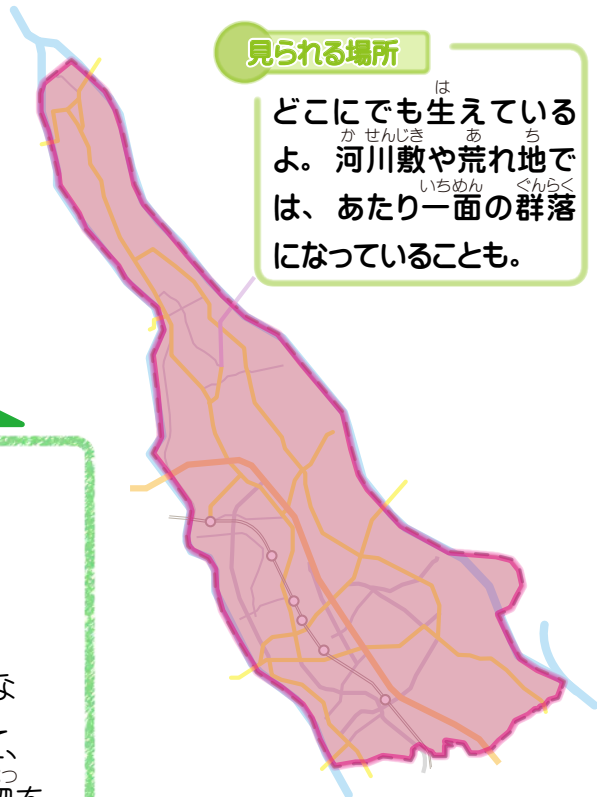 見られる場所
どこにでも生えている
よ。河川敷や荒れ地で
は、あたり一面の群落
になっていることも。
な